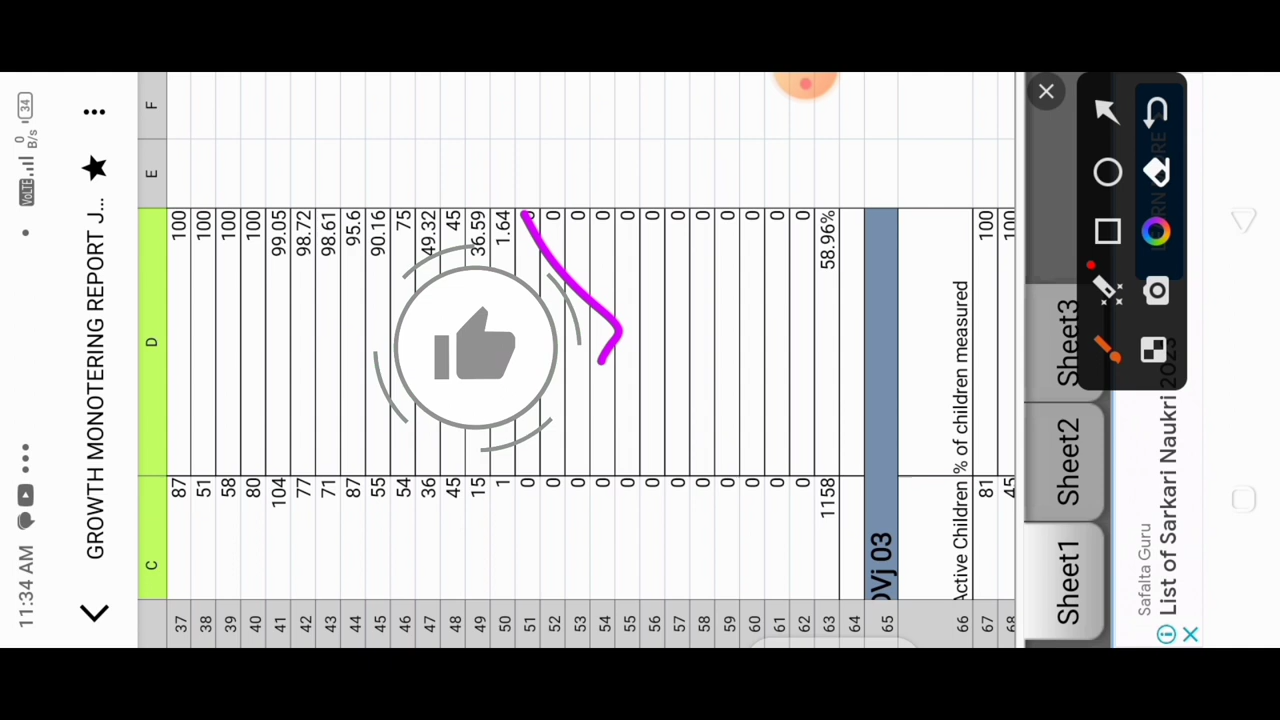 11:34 AM
VoLTE
0 B/s
34
GROWTH MONOTERING REPORT J...
C D E F
37 87 100
38 51 100
39 58 100
40 80 100
41 104 99.05
42 77 98.72
43 71 98.61
44 87 95.6
45 55 90.16
46 54 75
47 36 49.32
48 45 45
49 15 36.59
50 1 1.64
51 0 0
52 0 0
53 0 0
54 0 0
55 0 0
56 0 0
57 0 0
58 0 0
59 0 0
60 0 0
61 0 0
62 0 0
63 1158 58.96%
64
65 03
66 Active Children % of children measured
67 81 100
68 45 100
Sheet1 Sheet2 Sheet3
Safalta Guru
List of Sarkari Naukri 2023